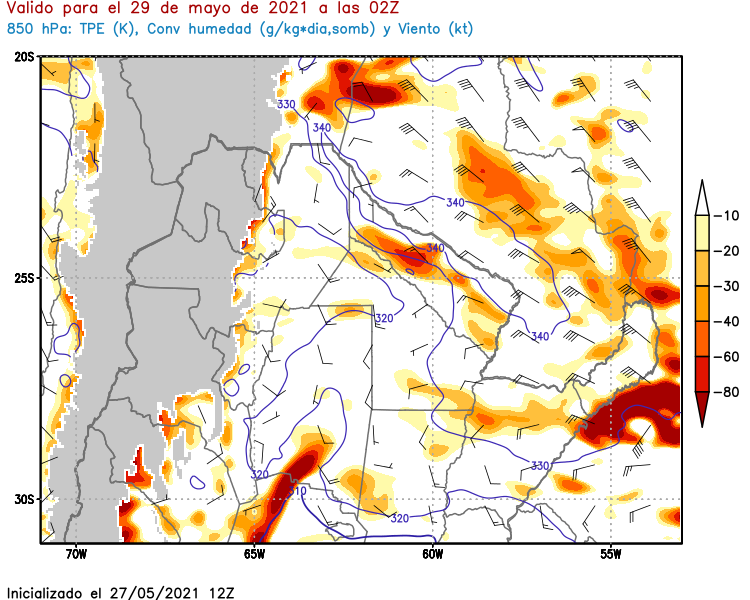 Valido para el 29 de mayo de 2021 a las 02Z
850 hPa: TPE (K), Conv humedad (g/kg*dia,somb) y Viento (kt)
20S
330
340
340
-10
340
-20
25S
-30
320
340
-40
-60
-80
330
320
310
30S
320
70W 65W 60W 55W
Inicializado el 27/05/2021 12Z